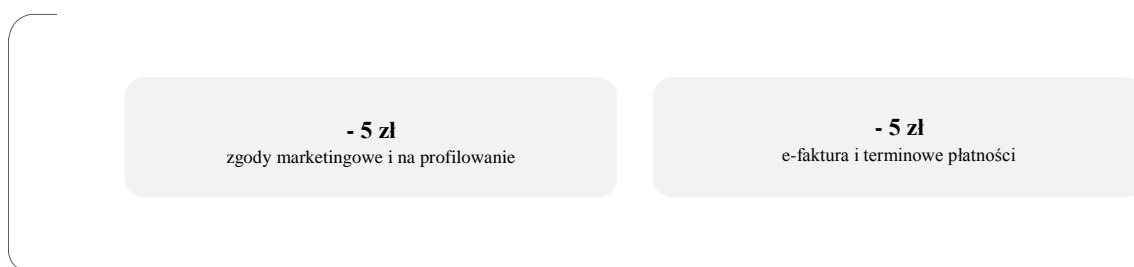 - 5 zł
zgody marketingowe i na profilowanie
- 5 zł
e-faktura i terminowe płatności